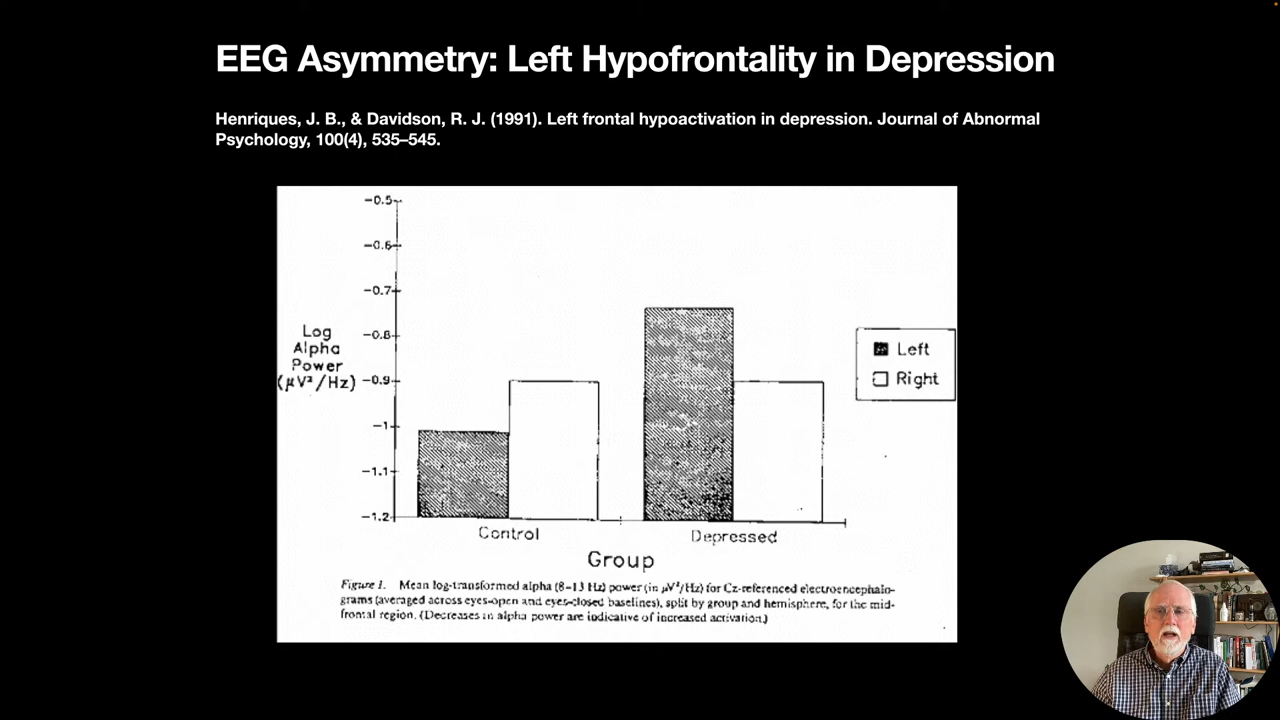 EEG Asymmetry: Left Hypofrontality in Depression
Henriques, J. B., & Davidson, R. J. (1991). Left frontal hypoactivation in depression. Journal of Abnormal
Psychology, 100(4), 535–545.
−0.5
−0.6
−0.7
−0.8
−0.9
−1
−1.1
−1.2
Log
Alpha
Power
(μV²/Hz)
Left
Right
Control
Depressed
Group
Figure 1. Mean log-transformed alpha (8–13 Hz) power (in μV²/Hz) for Cz-referenced electroencephalo-
grams (averaged across eyes-open and eyes-closed baselines), split by group and hemisphere, for the mid-
frontal region. (Decreases in alpha power are indicative of increased activation.)